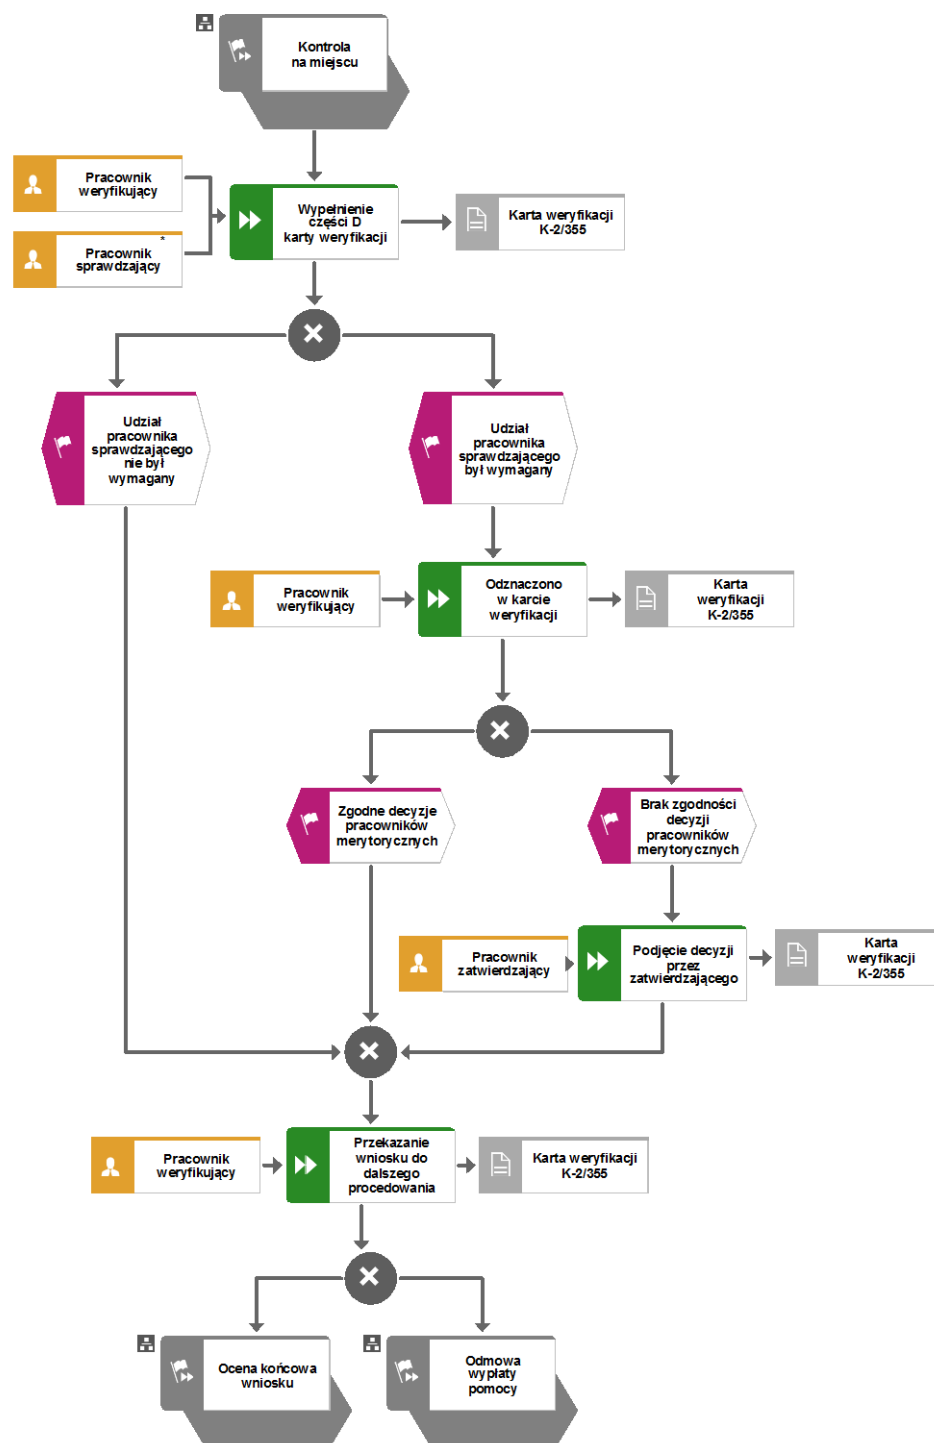 Kontrola
na miejscu
Pracownik
weryfikujący
Wypełnienie
części D
karty weryfikacji
Karta weryfikacji
K-2/355
*
Pracownik
sprawdzający
Udział
pracownika
sprawdzającego
nie był
wymagany
Udział
pracownika
sprawdzającego
był wymagany
Pracownik
weryfikujący
Odznaczono
w karcie
weryfikacji
Karta
weryfikacji
K-2/355
Zgodne decyzje
pracowników
merytorycznych
Brak zgodności
decyzji
pracowników
merytorycznych
Pracownik
zatwierdzający
Podjęcie decyzji
przez
zatwierdzającego
Karta
weryfikacji
K-2/355
Pracownik
weryfikujący
Przekazanie
wniosku do
dalszego
procedowania
Karta weryfikacji
K-2/355
Ocena końcowa
wniosku
Odmowa
wypłaty
pomocy